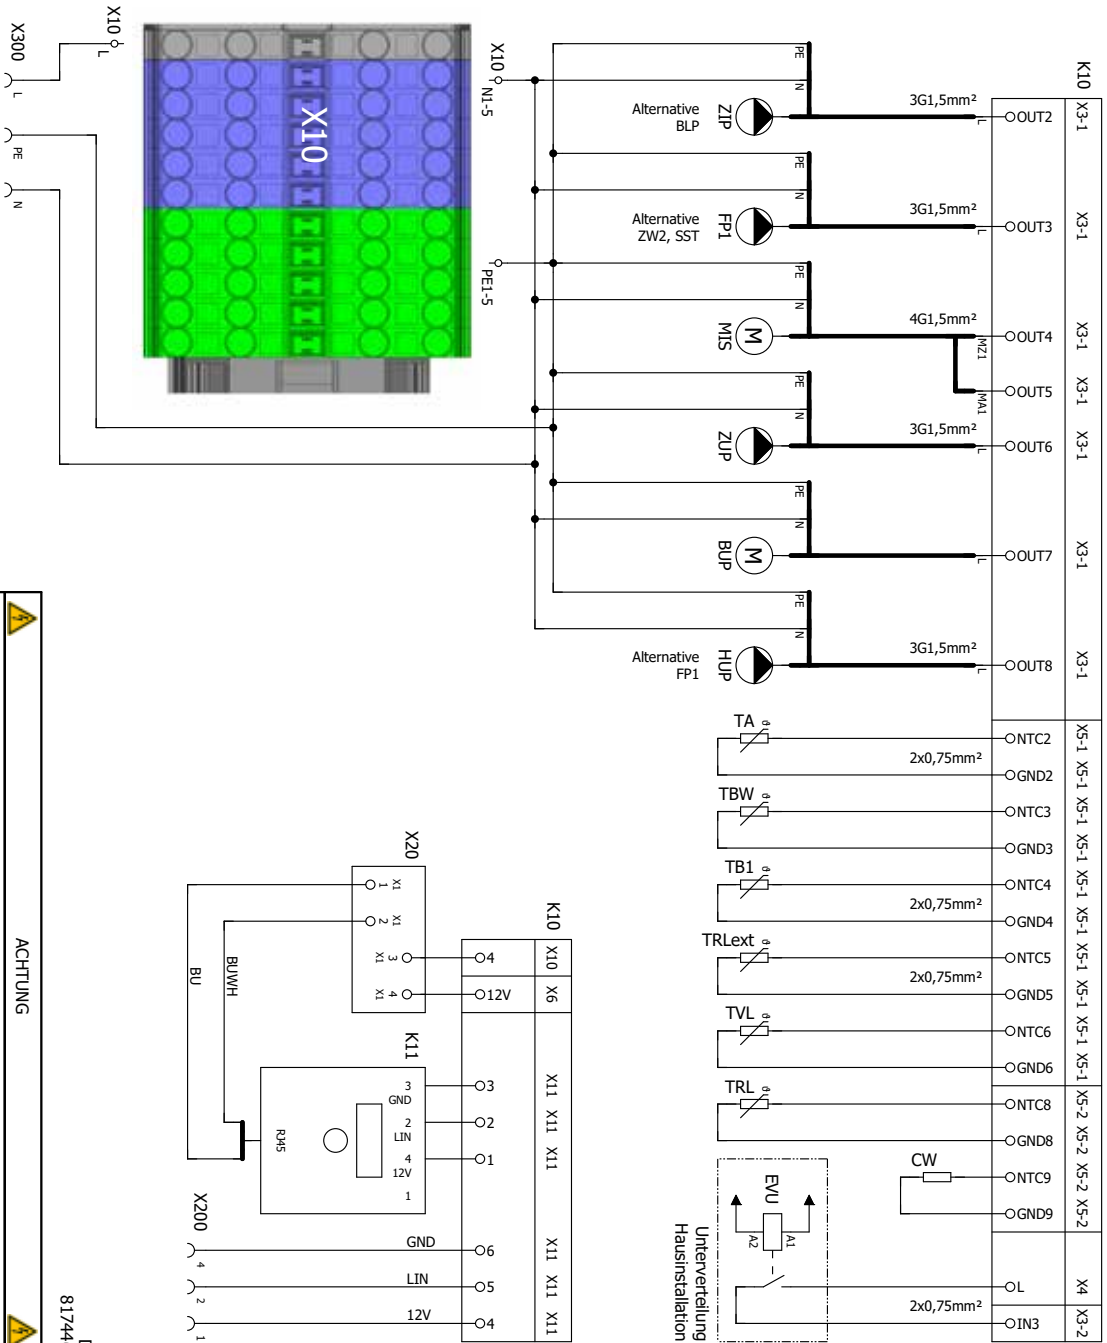 K10
X3-1
X3-1
X3-1
X3-1
X3-1
X3-1
X3-1
X5-1
X5-1
X5-1
X5-1
X5-1
X5-1
X5-1
X5-1
X5-1
X5-1
X5-2
X5-2
X5-2
X5-2
X4
X3-2
OUT2
OUT3
OUT4
OUT5
OUT6
OUT7
OUT8
NTC2
GND2
NTC3
GND3
NTC4
GND4
NTC5
GND5
NTC6
GND6
NTC8
GND8
NTC9
GND9
L
IN3
3G1,5mm²
L
PE
N
ZIP
Alternative
BLP
3G1,5mm²
L
PE
N
FP1
Alternative
ZW2, SST
4G1,5mm²
MZ1
MA1
PE
N
M
MIS
3G1,5mm²
L
PE
N
ZUP
L
PE
N
M
BUP
3G1,5mm²
L
PE
N
HUP
Alternative
FP1
X10
N1-5
PE1-5
X10
X10
L
X300
L
PE
N
TA
ϑ
2x0,75mm²
TBW
ϑ
TB1
ϑ
2x0,75mm²
TRLext
ϑ
2x0,75mm²
TVL
ϑ
TRL
ϑ
CW
EVU
A1
A2
2x0,75mm²
Unterverteilung
Hausinstallation
K10
X10
X6
X11
X11
X11
X11
X11
X11
4
12V
3
2
1
6
5
4
X20
1
X1
2
X1
X1
3
X1
4
BUWH
BU
K11
3
GND
2
LIN
4
12V
1
RJ45
X200
GND
4
LIN
2
12V
1
ACHTUNG
81744